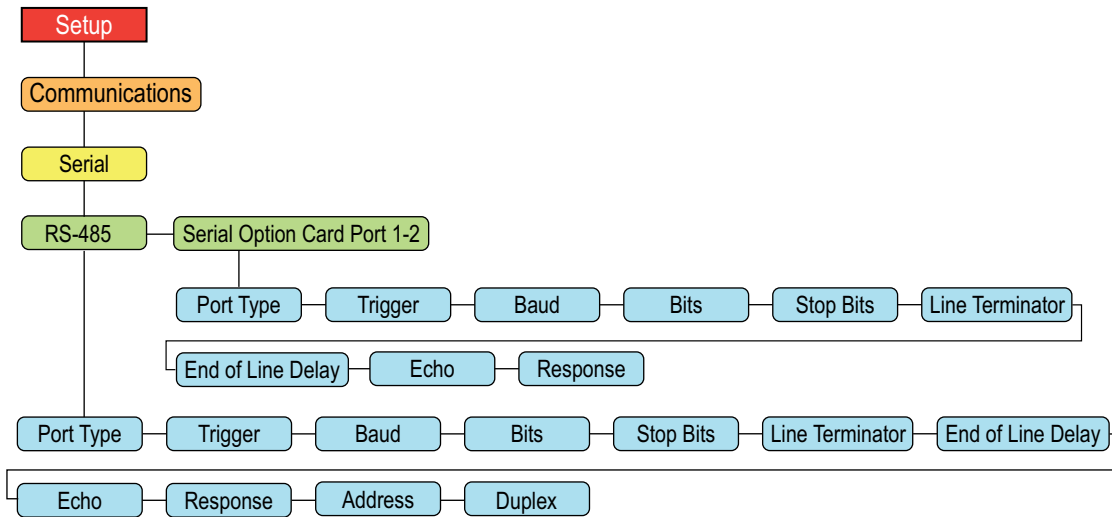 Setup
Communications
Serial
RS-485 Serial Option Card Port 1-2
Port Type Trigger Baud Bits Stop Bits Line Terminator
End of Line Delay Echo Response
Port Type Trigger Baud Bits Stop Bits Line Terminator End of Line Delay
Echo Response Address Duplex